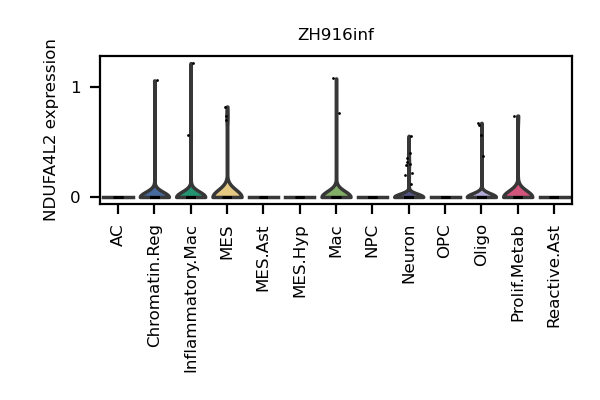 ZH916inf
NDUFA4L2 expression
1
0
AC
Chromatin.Reg
Inflammatory.Mac
MES
MES.Ast
MES.Hyp
Mac
NPC
Neuron
OPC
Oligo
Prolif.Metab
Reactive.Ast